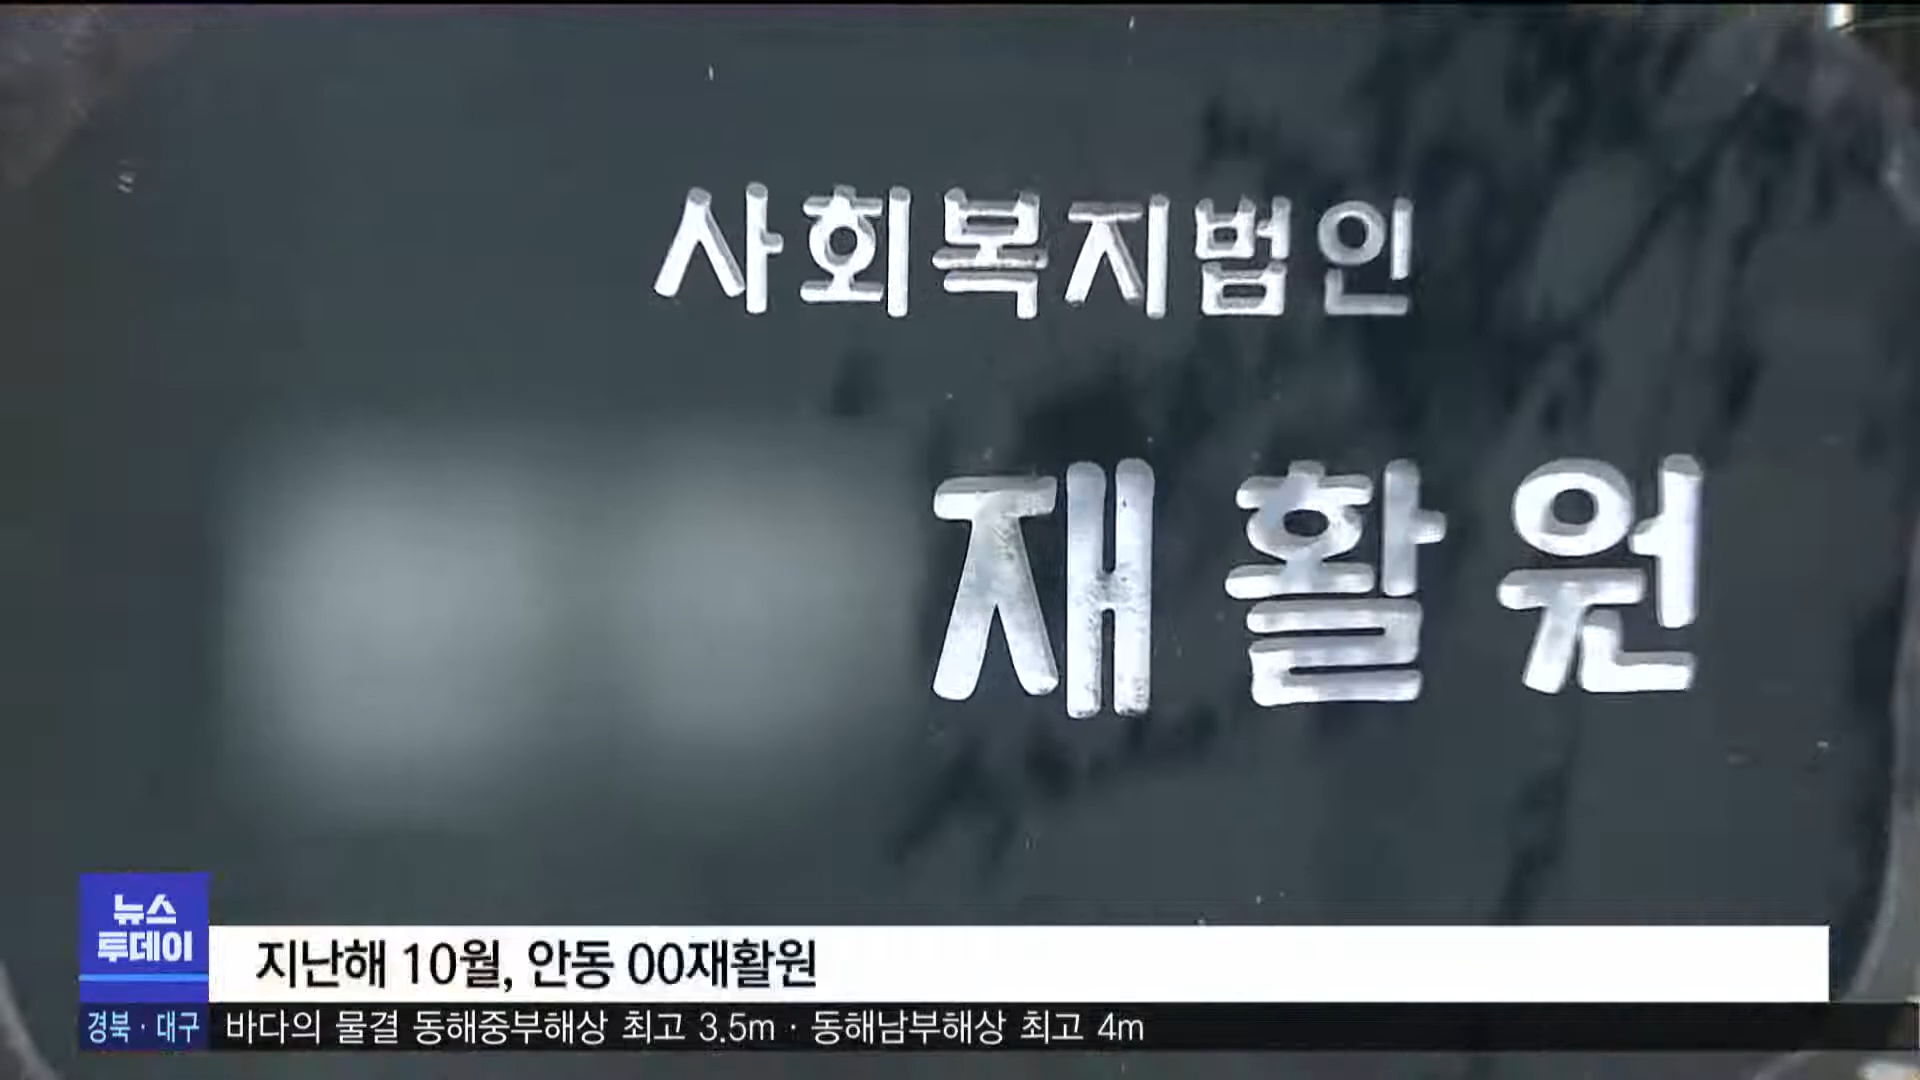 사회복지법인
재활원
뉴스
투데이
지난해 10월, 안동 00재활원
경북·대구 바다의 물결 동해중부해상 최고 3.5m · 동해남부해상 최고 4m